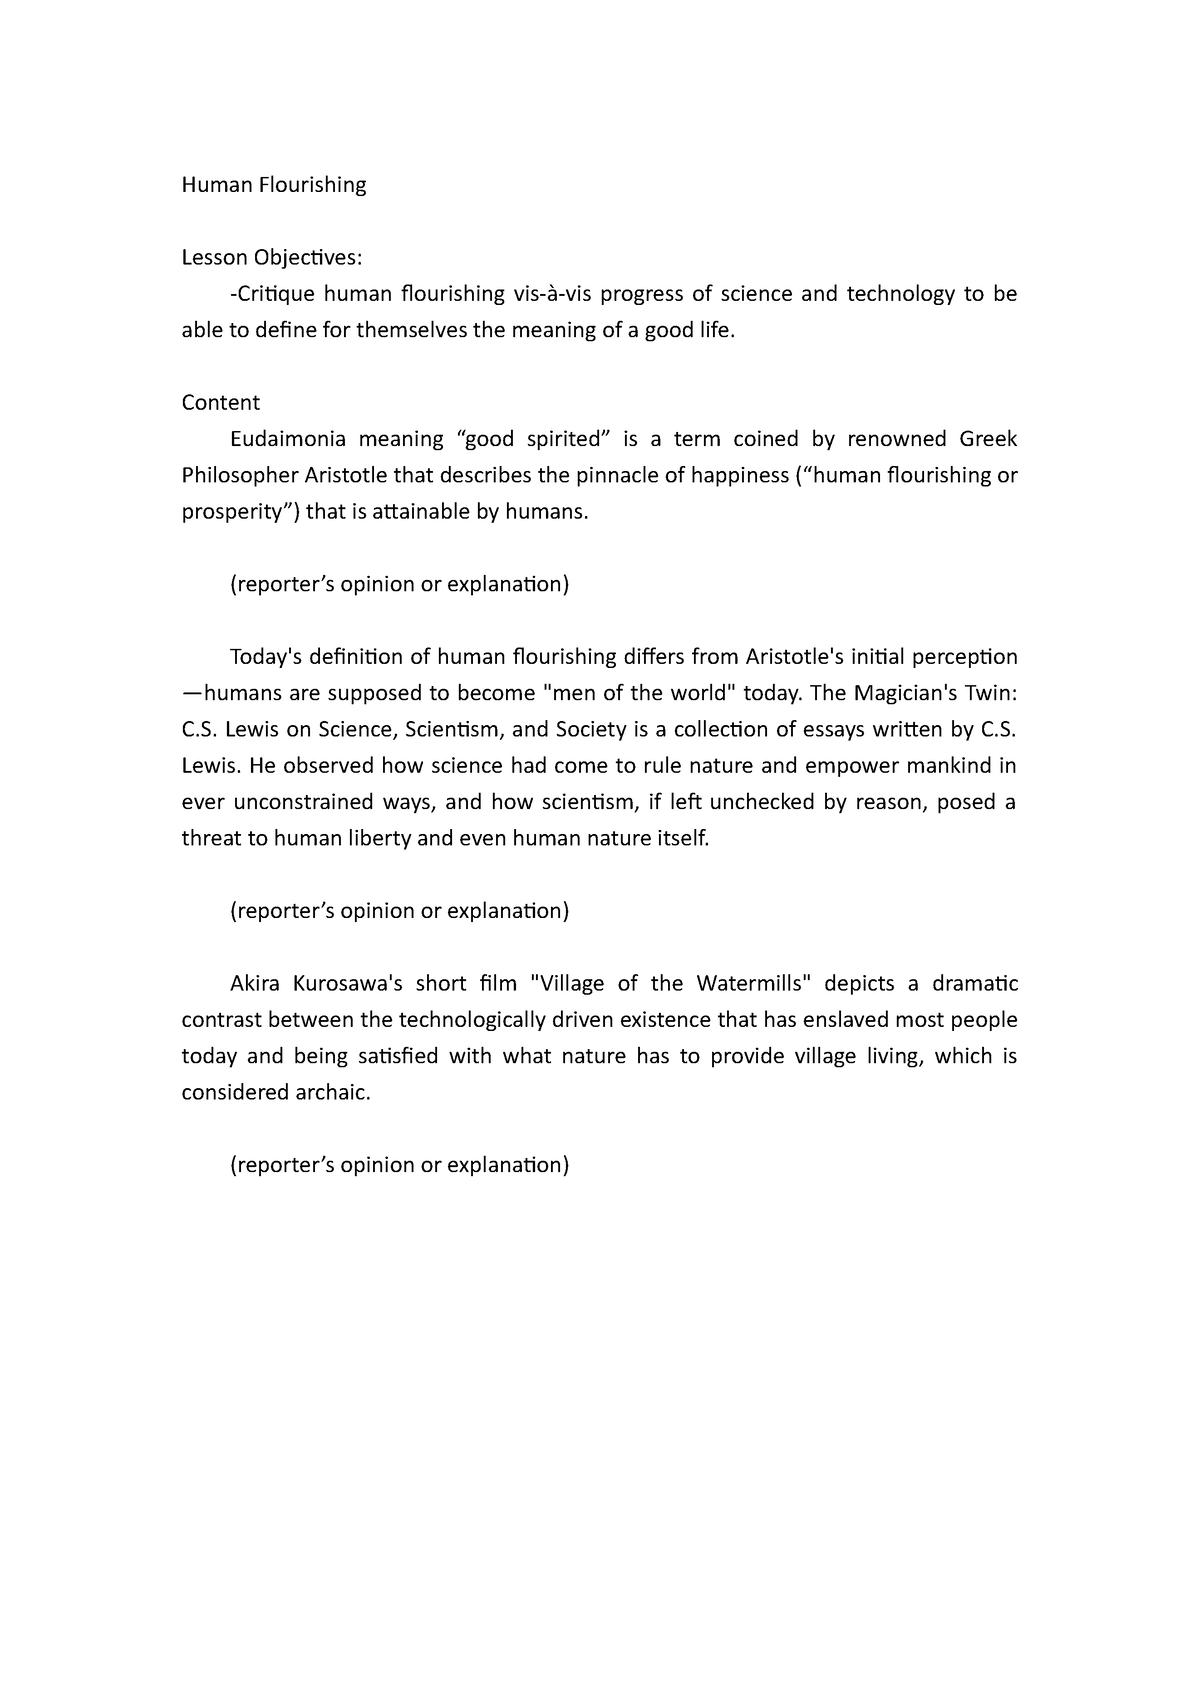 Human Flourishing
Lesson Objectives:
-Critique human flourishing vis-à-vis progress of science and technology to be
able to define for themselves the meaning of a good life.
Content
Eudaimonia meaning “good spirited” is a term coined by renowned Greek
Philosopher Aristotle that describes the pinnacle of happiness (“human flourishing or
prosperity”) that is attainable by humans.
(reporter’s opinion or explanation)
Today's definition of human flourishing differs from Aristotle's initial perception
—humans are supposed to become "men of the world" today. The Magician's Twin:
C.S. Lewis on Science, Scientism, and Society is a collection of essays written by C.S.
Lewis. He observed how science had come to rule nature and empower mankind in
ever unconstrained ways, and how scientism, if left unchecked by reason, posed a
threat to human liberty and even human nature itself.
(reporter’s opinion or explanation)
Akira Kurosawa's short film "Village of the Watermills" depicts a dramatic
contrast between the technologically driven existence that has enslaved most people
today and being satisfied with what nature has to provide village living, which is
considered archaic.
(reporter’s opinion or explanation)